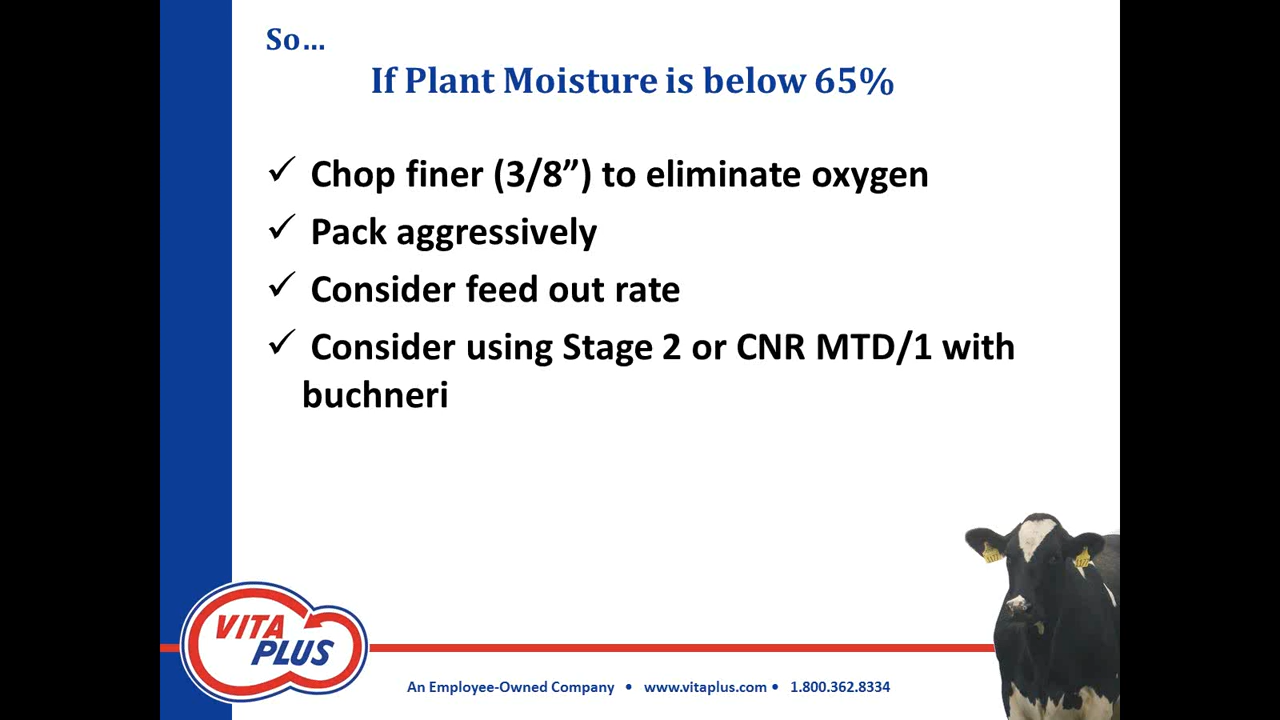 So…
If Plant Moisture is below 65%
✓ Chop finer (3/8”) to eliminate oxygen
✓ Pack aggressively
✓ Consider feed out rate
✓ Consider using Stage 2 or CNR MTD/1 with
buchneri
VITA
PLUS
An Employee-Owned Company • www.vitaplus.com • 1.800.362.8334